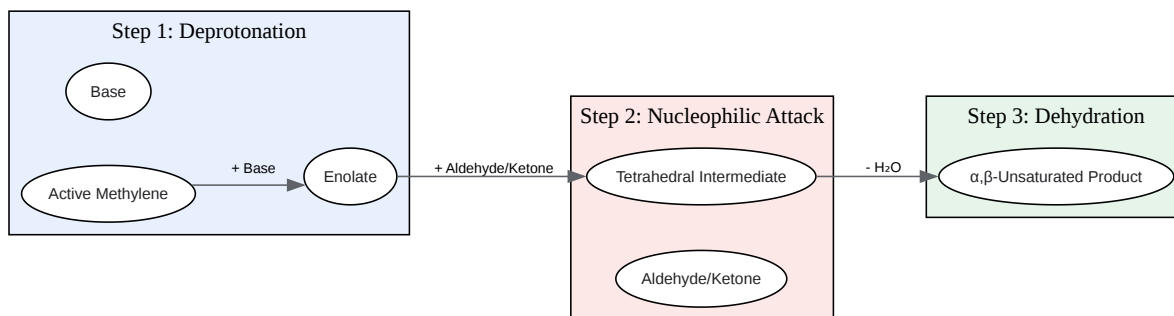 Step 1: Deprotonation
Base
Active Methylene
+ Base
Enolate
+ Aldehyde/Ketone
Step 2: Nucleophilic Attack
Tetrahedral Intermediate
Aldehyde/Ketone
- H₂O
Step 3: Dehydration
α,β-Unsaturated Product